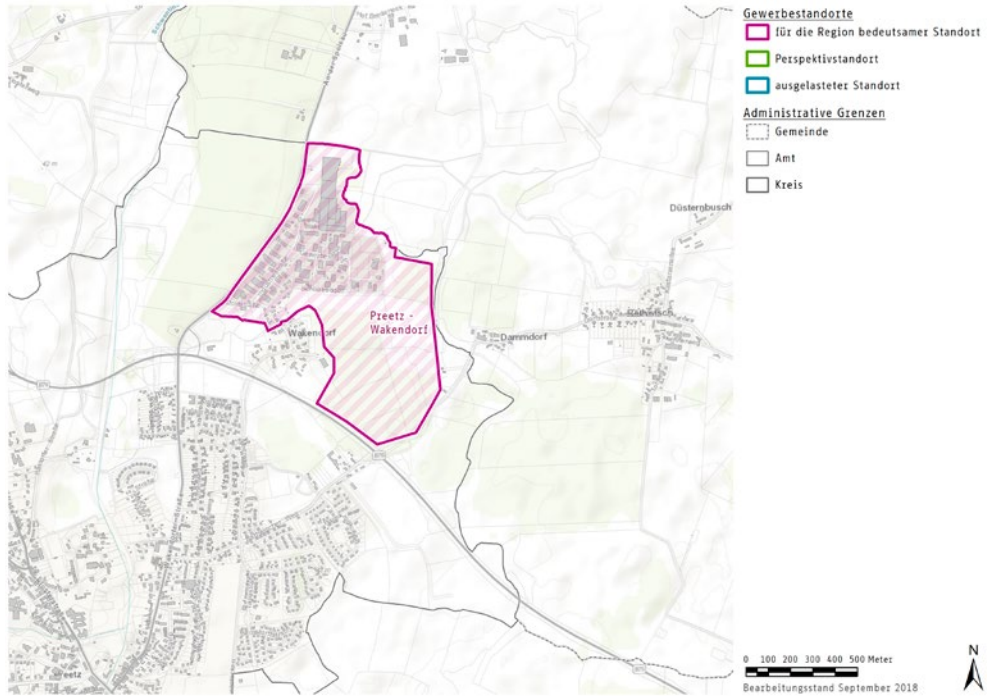 Gewerbestandorte
für die Region bedeutsamer Standort
Perspektivstandort
ausgelasteter Standort
Administrative Grenzen
Gemeinde
Amt
Kreis
42 m
Düsternbusch
Preetz -
Wakendorf
Wakendorf
Dammdorf
N
0 100 200 300 400 500 Meter
Bearbeitungsstand September 2018